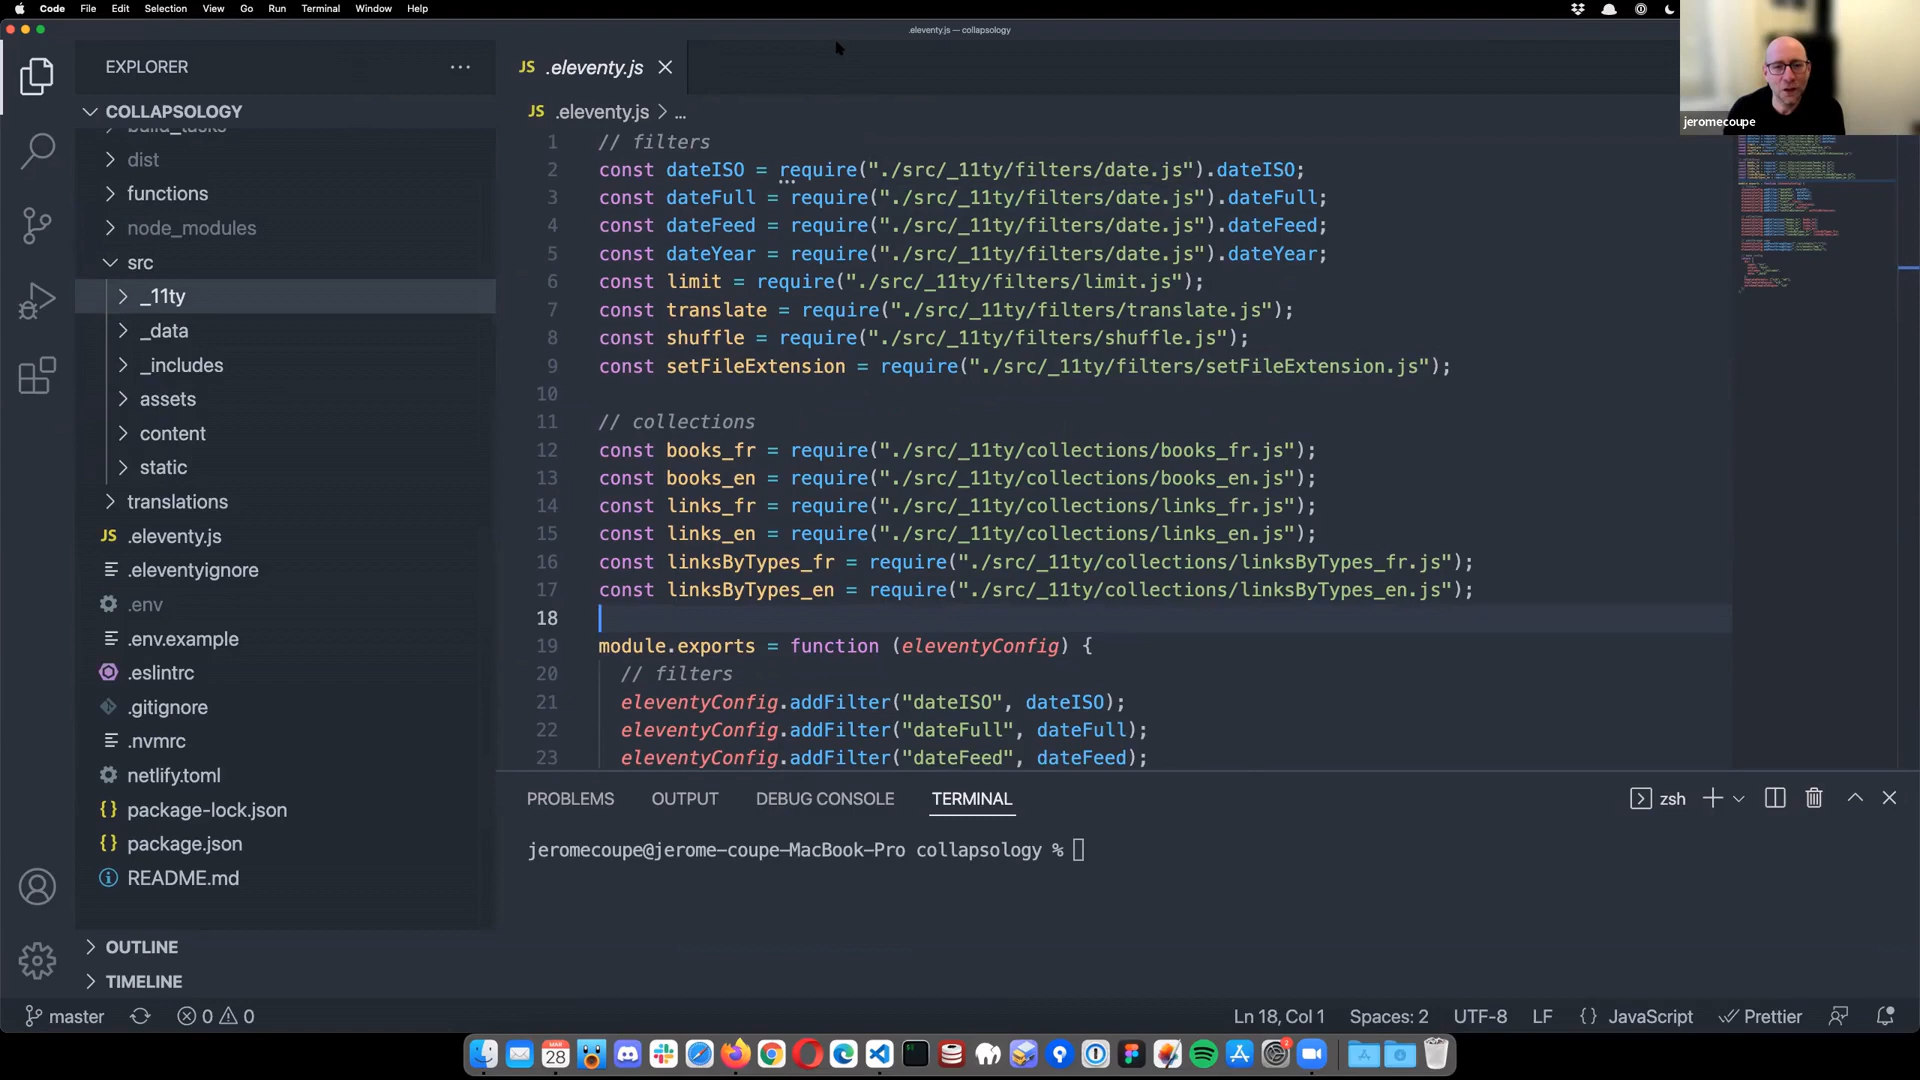 Code File Edit Selection View Go Run Terminal Window Help
.eleventy.js — collapsology
jeromecoupe
EXPLORER
COLLAPSOLOGY
build_tasks
dist
functions
node_modules
src
_11ty
_data
_includes
assets
content
static
translations
JS .eleventy.js
.eleventyignore
.env
.env.example
.eslintrc
.gitignore
.nvmrc
netlify.toml
{} package-lock.json
{} package.json
README.md
OUTLINE
TIMELINE
JS .eleventy.js
JS .eleventy.js > ...
1 // filters
2 const dateISO = require("./src/_11ty/filters/date.js").dateISO;
3 const dateFull = require("./src/_11ty/filters/date.js").dateFull;
4 const dateFeed = require("./src/_11ty/filters/date.js").dateFeed;
5 const dateYear = require("./src/_11ty/filters/date.js").dateYear;
6 const limit = require("./src/_11ty/filters/limit.js");
7 const translate = require("./src/_11ty/filters/translate.js");
8 const shuffle = require("./src/_11ty/filters/shuffle.js");
9 const setFileExtension = require("./src/_11ty/filters/setFileExtension.js");
10
11 // collections
12 const books_fr = require("./src/_11ty/collections/books_fr.js");
13 const books_en = require("./src/_11ty/collections/books_en.js");
14 const links_fr = require("./src/_11ty/collections/links_fr.js");
15 const links_en = require("./src/_11ty/collections/links_en.js");
16 const linksByTypes_fr = require("./src/_11ty/collections/linksByTypes_fr.js");
17 const linksByTypes_en = require("./src/_11ty/collections/linksByTypes_en.js");
18
19 module.exports = function (eleventyConfig) {
20 // filters
21 eleventyConfig.addFilter("dateISO", dateISO);
22 eleventyConfig.addFilter("dateFull", dateFull);
23 eleventyConfig.addFilter("dateFeed", dateFeed);
PROBLEMS OUTPUT DEBUG CONSOLE TERMINAL
zsh
jeromecoupe@jerome-coupe-MacBook-Pro collapsology %
master 0 0
Ln 18, Col 1 Spaces: 2 UTF-8 LF {} JavaScript Prettier
28